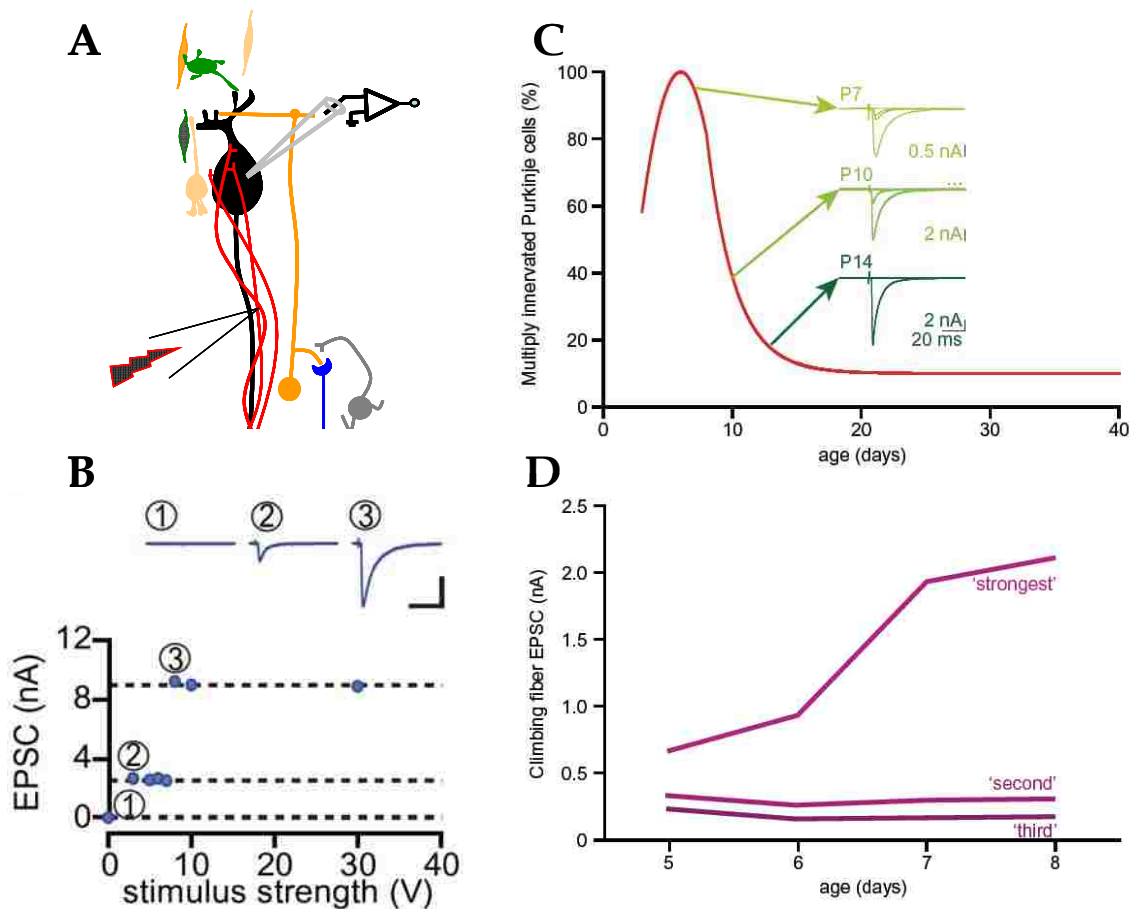 A
B
① ② ③
12
8
4
0
③
②
①
EPSC (nA)
0 10 20 30 40
stimulus strength (V)
C
100
80
60
40
20
0
Multiply innervated Purkinje cells (%)
P7
0.5 nA
P10
...
2 nA
P14
2 nA
20 ms
0 10 20 30 40
age (days)
D
2.5
2.0
1.5
1.0
0.5
0
Climbing fiber EPSC (nA)
'strongest'
'second'
'third'
5 6 7 8
age (days)